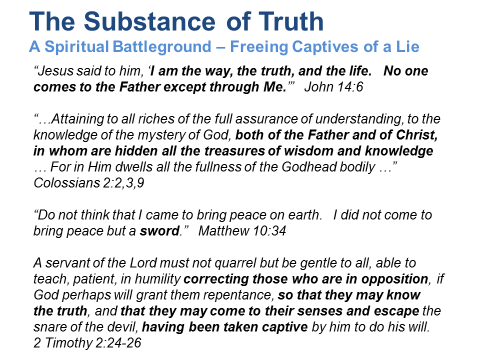 The Substance of Truth
A Spiritual Battleground – Freeing Captives of a Lie
“Jesus said to him, ‘I am the way, the truth, and the life.   No one
comes to the Father except through Me.’”   John 14:6
“…Attaining to all riches of the full assurance of understanding, to the
knowledge of the mystery of God, both of the Father and of Christ,
in whom are hidden all the treasures of wisdom and knowledge
… For in Him dwells all the fullness of the Godhead bodily …”
Colossians 2:2,3,9
“Do not think that I came to bring peace on earth.   I did not come to
bring peace but a sword.”   Matthew 10:34
A servant of the Lord must not quarrel but be gentle to all, able to
teach, patient, in humility correcting those who are in opposition, if
God perhaps will grant them repentance, so that they may know
the truth, and that they may come to their senses and escape the
snare of the devil, having been taken captive by him to do his will.
2 Timothy 2:24-26